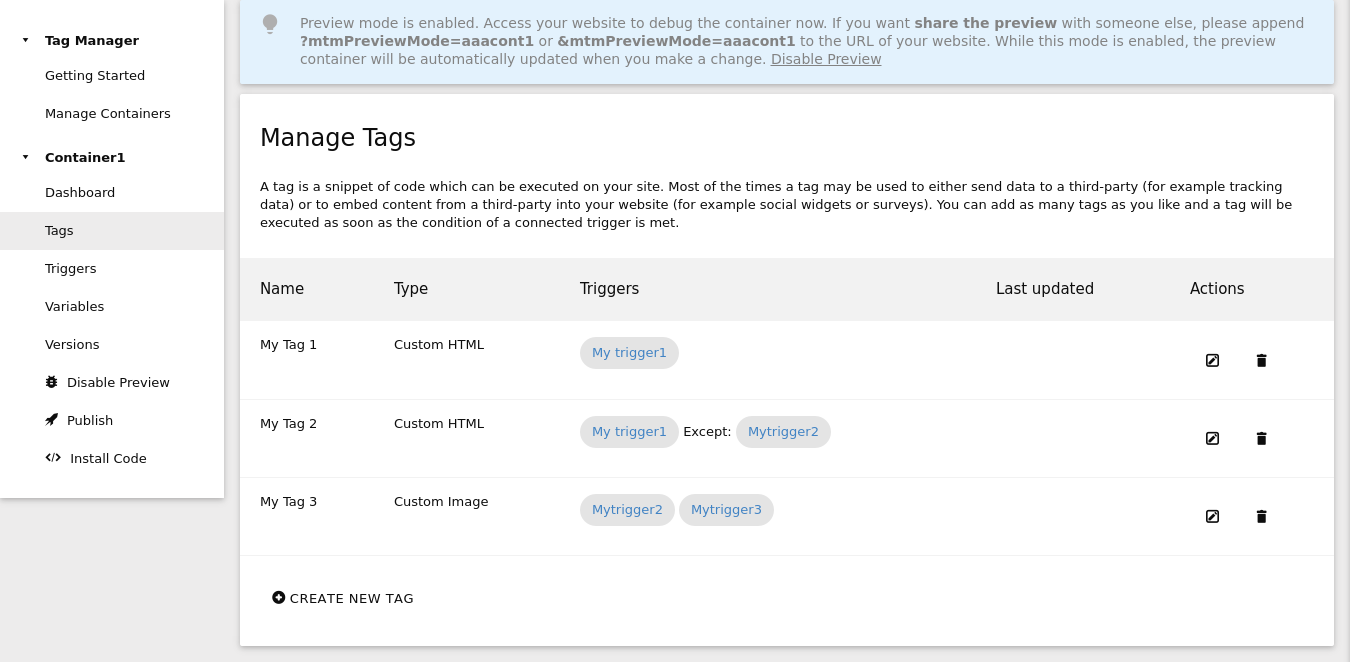 Tag Manager
Getting Started
Manage Containers
Container1
Dashboard
Tags
Triggers
Variables
Versions
Disable Preview
Publish
Install Code
Preview mode is enabled. Access your website to debug the container now. If you want share the preview with someone else, please append
?mtmPreviewMode=aaacont1 or &mtmPreviewMode=aaacont1 to the URL of your website. While this mode is enabled, the preview
container will be automatically updated when you make a change. Disable Preview
Manage Tags
A tag is a snippet of code which can be executed on your site. Most of the times a tag may be used to either send data to a third-party (for example tracking
data) or to embed content from a third-party into your website (for example social widgets or surveys). You can add as many tags as you like and a tag will be
executed as soon as the condition of a connected trigger is met.
Name Type Triggers Last updated Actions
My Tag 1 Custom HTML My trigger1
My Tag 2 Custom HTML My trigger1 Except: Mytrigger2
My Tag 3 Custom Image Mytrigger2 Mytrigger3
CREATE NEW TAG